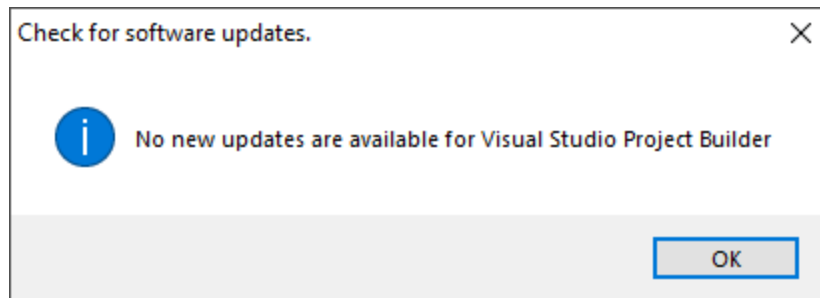 Check for software updates.
No new updates are available for Visual Studio Project Builder
OK